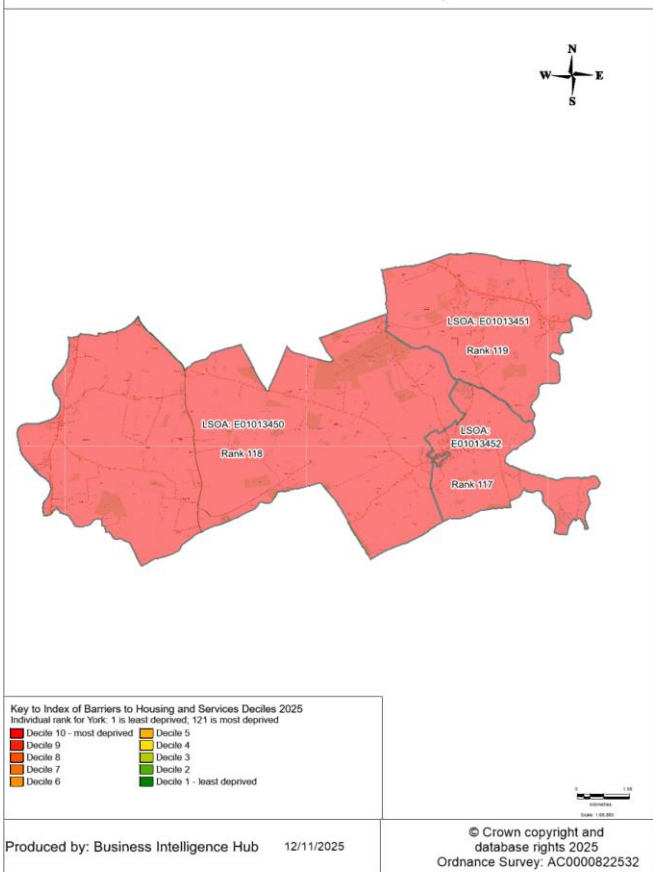 N
W E
S
LSOA: E01013451
Rank 119
LSOA: E01013450
Rank 118
LSOA:
E01013452
Rank 117
Key to Index of Barriers to Housing and Services Deciles 2025
Individual rank for York: 1 is least deprived; 121 is most deprived
Decile 10 - most deprived
Decile 9
Decile 8
Decile 7
Decile 6
Decile 5
Decile 4
Decile 3
Decile 2
Decile 1 - least deprived
Produced by: Business Intelligence Hub 12/11/2025
© Crown copyright and
database rights 2025
Ordnance Survey: AC0000822532